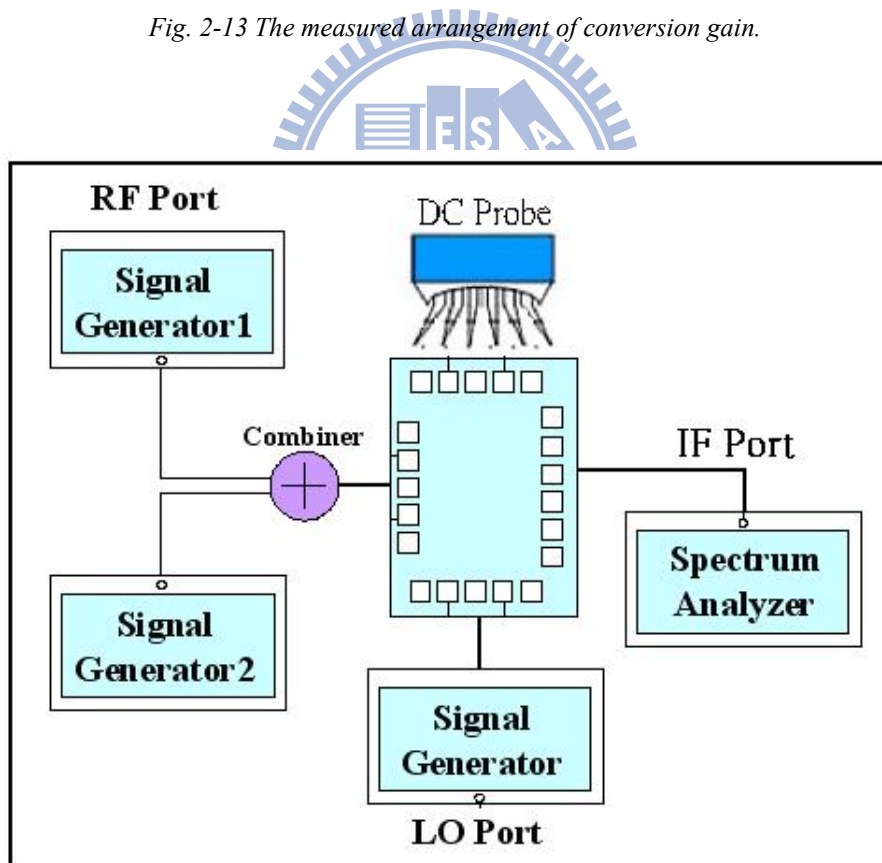 Fig. 2-13 The measured arrangement of conversion gain.
E S A
RF Port
DC Probe
Signal
Generator1
Combiner
IF Port
Spectrum
Analyzer
Signal
Generator2
Signal
Generator
LO Port